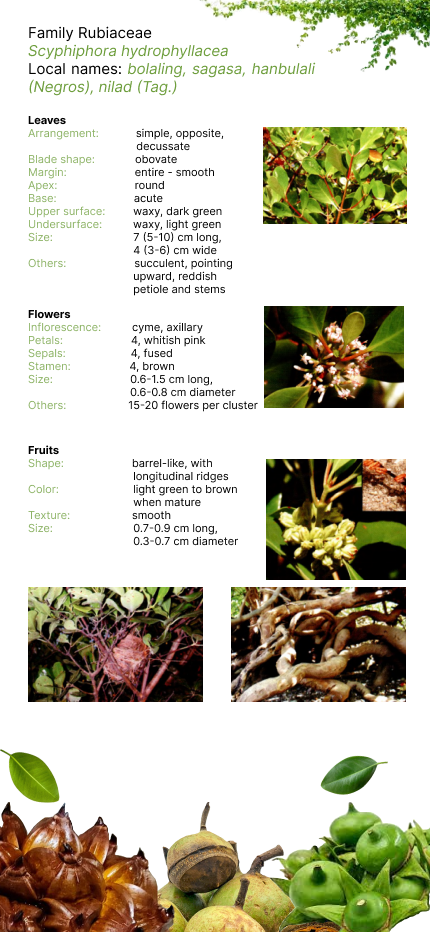 Family Rubiaceae
Scyphiphora hydrophyllacea
Local names: bolaling, sagasa, hanbulali
(Negros), nilad (Tag.)
Leaves
Arrangement: simple, opposite,
decussate
Blade shape: obovate
Margin: entire - smooth
Apex: round
Base: acute
Upper surface: waxy, dark green
Undersurface: waxy, light green
Size: 7 (5-10) cm long,
4 (3-6) cm wide
Others: succulent, pointing
upward, reddish
petiole and stems
Flowers
Inflorescence: cyme, axillary
Petals: 4, whitish pink
Sepals: 4, fused
Stamen: 4, brown
Size: 0.6-1.5 cm long,
0.6-0.8 cm diameter
Others: 15-20 flowers per cluster
Fruits
Shape: barrel-like, with
longitudinal ridges
Color: light green to brown
when mature
Texture: smooth
Size: 0.7-0.9 cm long,
0.3-0.7 cm diameter